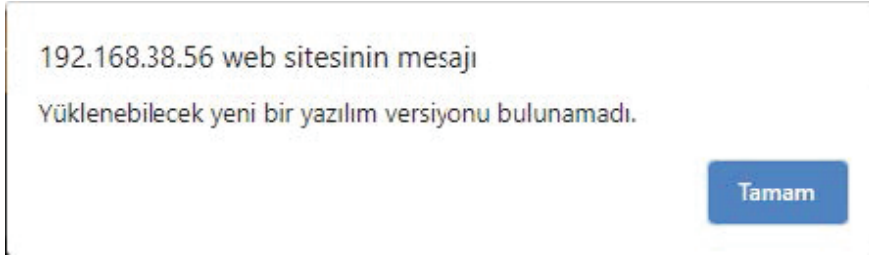 192.168.38.56 web sitesinin mesajı
Yüklenebilecek yeni bir yazılım versiyonu bulunamadı.
Tamam